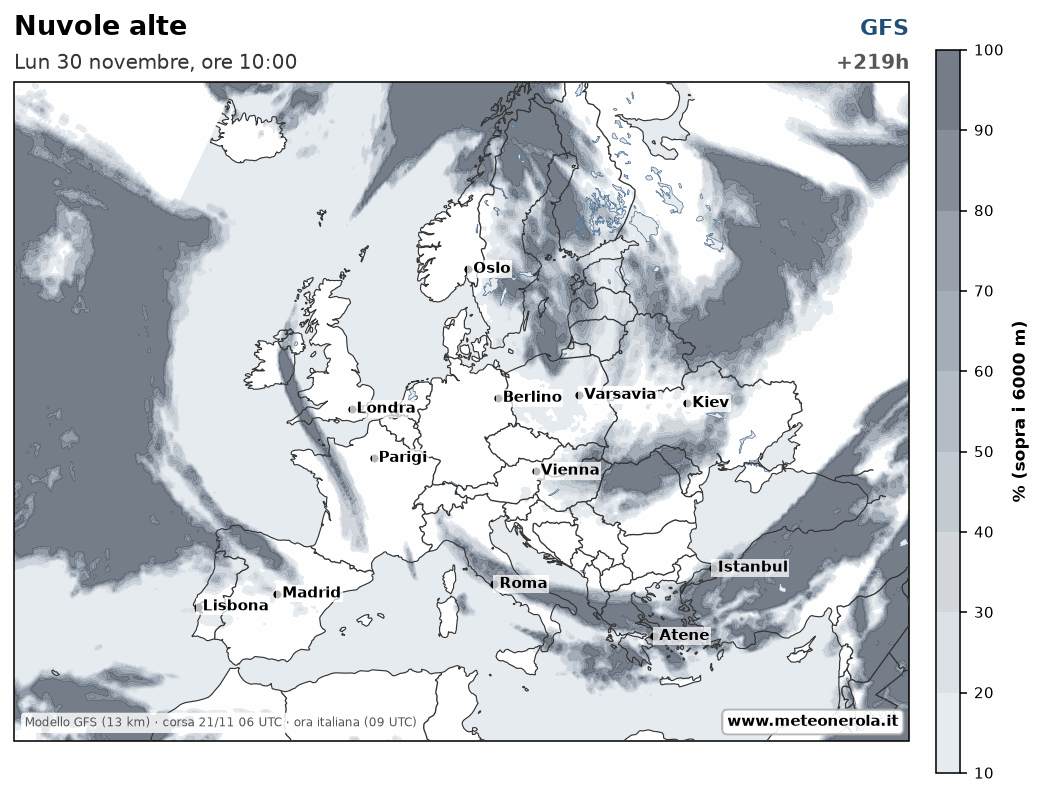 Nuvole alte
GFS
Lun 30 novembre, ore 10:00
+219h
100
90
80
70
60
50
40
30
20
10
% (sopra i 6000 m)
Oslo
Berlino
Varsavia
Kiev
Londra
Parigi
Vienna
Istanbul
Roma
Madrid
Lisbona
Atene
Modello GFS (13 km) · corsa 21/11 06 UTC · ora italiana (09 UTC)
www.meteonerola.it